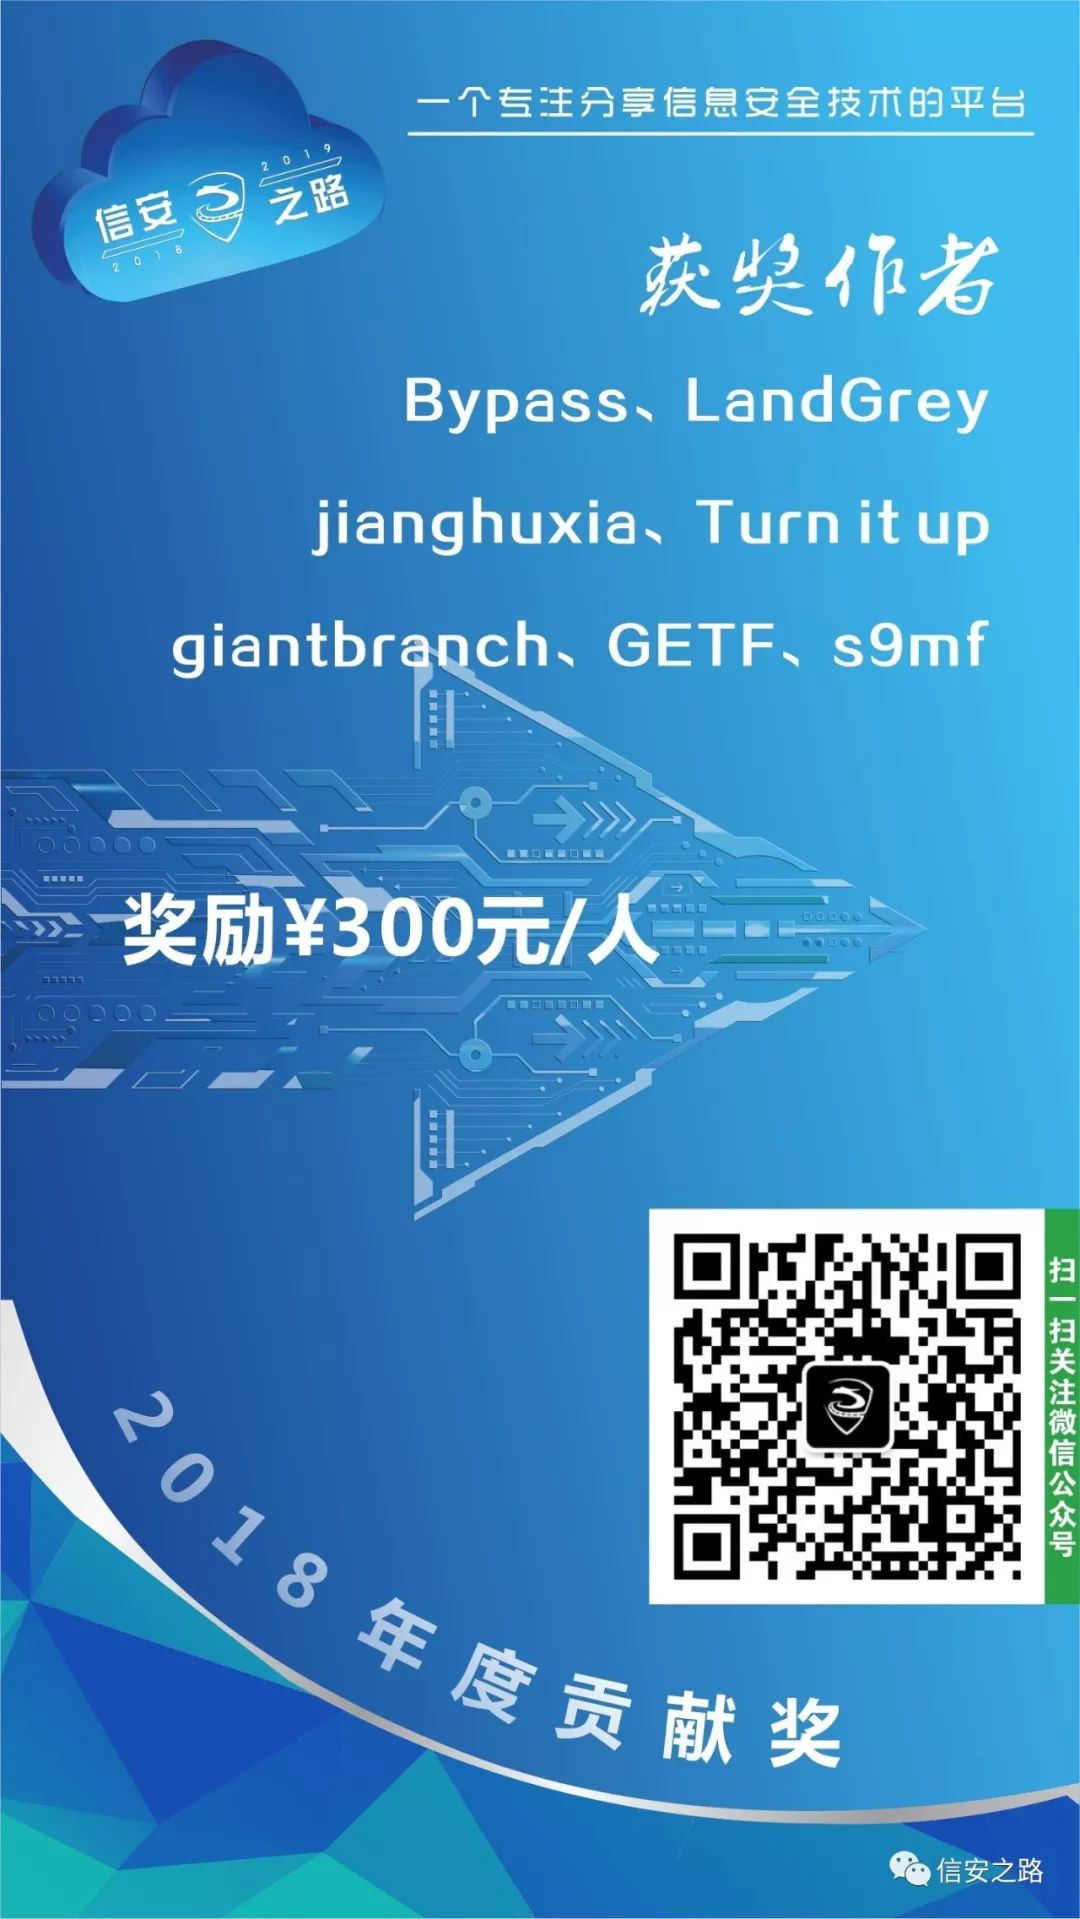 一个专注分享信息安全技术的平台
2019
信安 之路
2018
获奖作者
Bypass、LandGrey
jianghuxia、Turn it up
giantbranch、GETF、s9mf
奖励¥300元/人
扫一扫关注微信公众号
2018年度贡献奖
信安之路